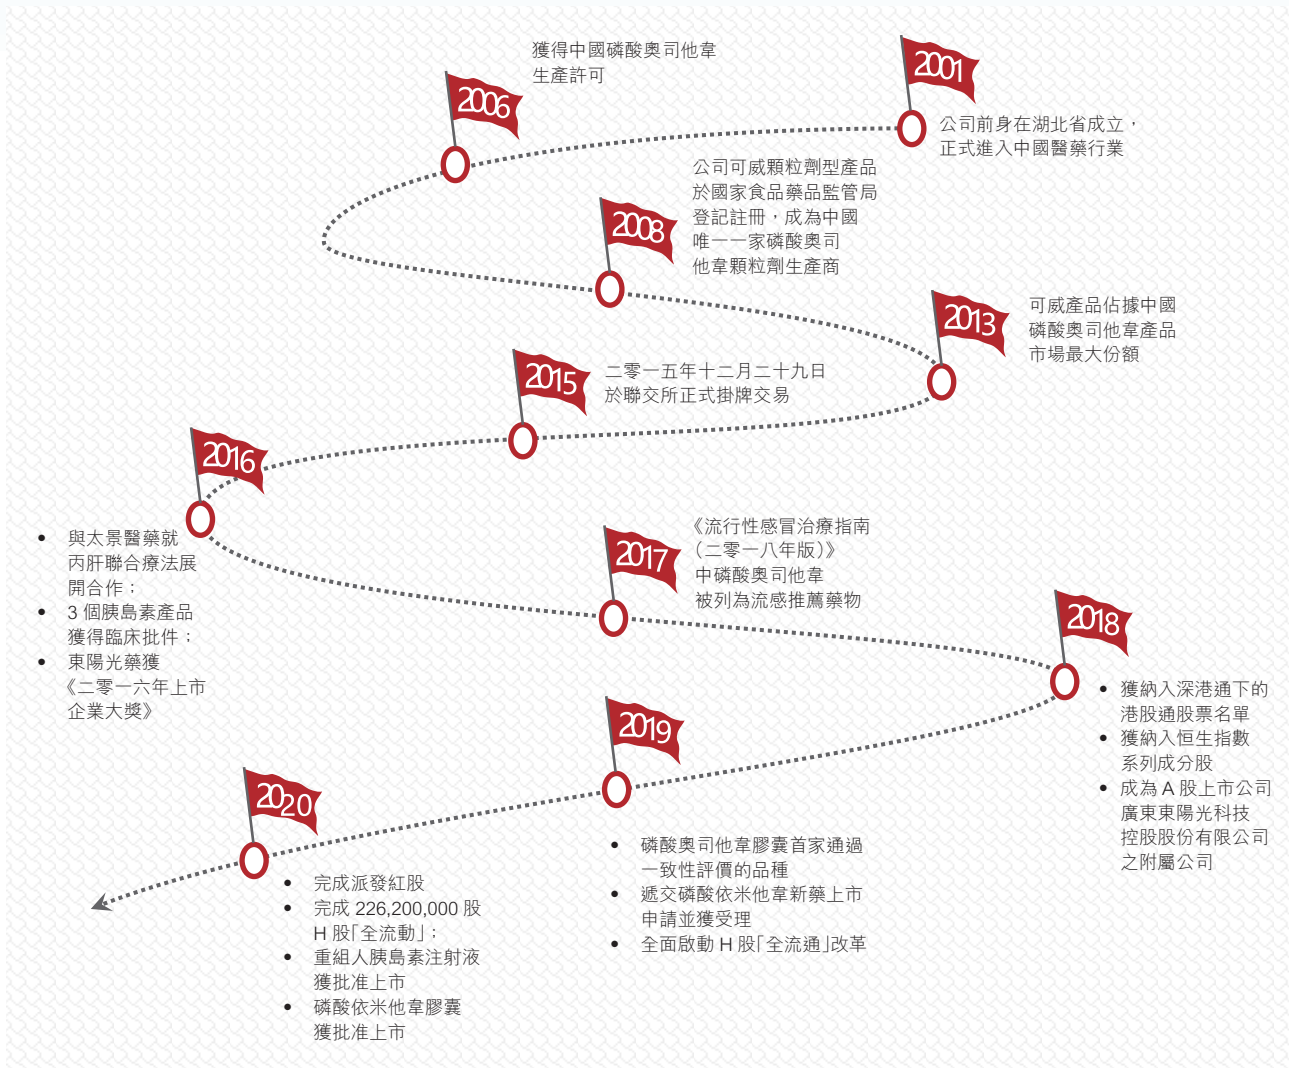 2001
公司前身在湖北省成立，
正式進入中國醫藥行業
2006
獲得中國磷酸奧司他韋
生產許可
2008
公司可威顆粒劑型產品
於國家食品藥品監管局
登記註冊，成為中國
唯一一家磷酸奧司
他韋顆粒劑生產商
2013
可威產品佔據中國
磷酸奧司他韋產品
市場最大份額
2015
二零一五年十二月二十九日
於聯交所正式掛牌交易
2016
• 與太景醫藥就
丙肝聯合療法展
開合作；
• 3 個胰島素產品
獲得臨床批件；
• 東陽光藥獲
《二零一六年上市
企業大獎》
2017
《流行性感冒治療指南
（二零一八年版）》
中磷酸奧司他韋
被列為流感推薦藥物
2018
• 獲納入深港通下的
港股通股票名單
• 獲納入恒生指數
系列成分股
• 成為 A 股上市公司
廣東東陽光科技
控股股份有限公司
之附屬公司
2019
• 磷酸奧司他韋膠囊首家通過
一致性評價的品種
• 遞交磷酸依米他韋新藥上市
申請並獲受理
• 全面啟動 H 股「全流通」改革
2020
• 完成派發紅股
• 完成 226,200,000 股
H 股「全流動」；
• 重組人胰島素注射液
獲批准上市
• 磷酸依米他韋膠囊
獲批准上市